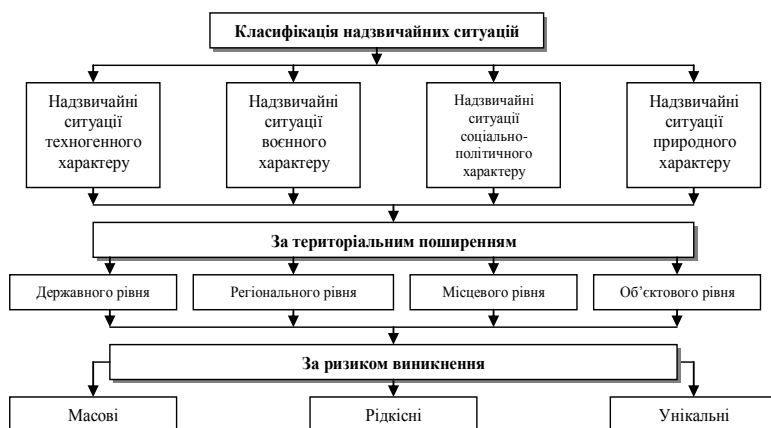 Класифікація надзвичайних ситуацій
Надзвичайні
ситуації
техногенного
характеру
Надзвичайні
ситуації
воєнного
характеру
Надзвичайні
ситуації
соціально-
політичного
характеру
Надзвичайні
ситуації
природного
характеру
За територіальним поширенням
Державного рівня
Регіонального рівня
Місцевого рівня
Об’єктового рівня
За ризиком виникнення
Масові
Рідкісні
Унікальні